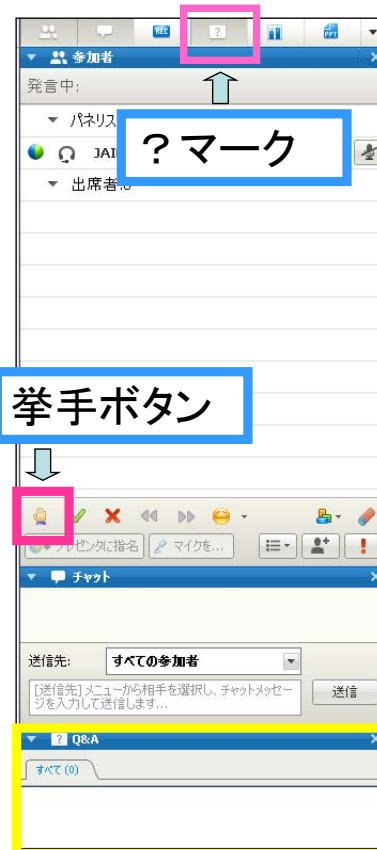 REC ? PPT
参加者
発言中:
？マーク
パネリス
JAI
出席者:0
挙手ボタン
プレゼンタに指名 マイクを...
チャット
送信先: すべての参加者
[送信先] メニューから相手を選択し、チャットメッセー
ジを入力して送信します...
送信
? Q&A
すべて (0)